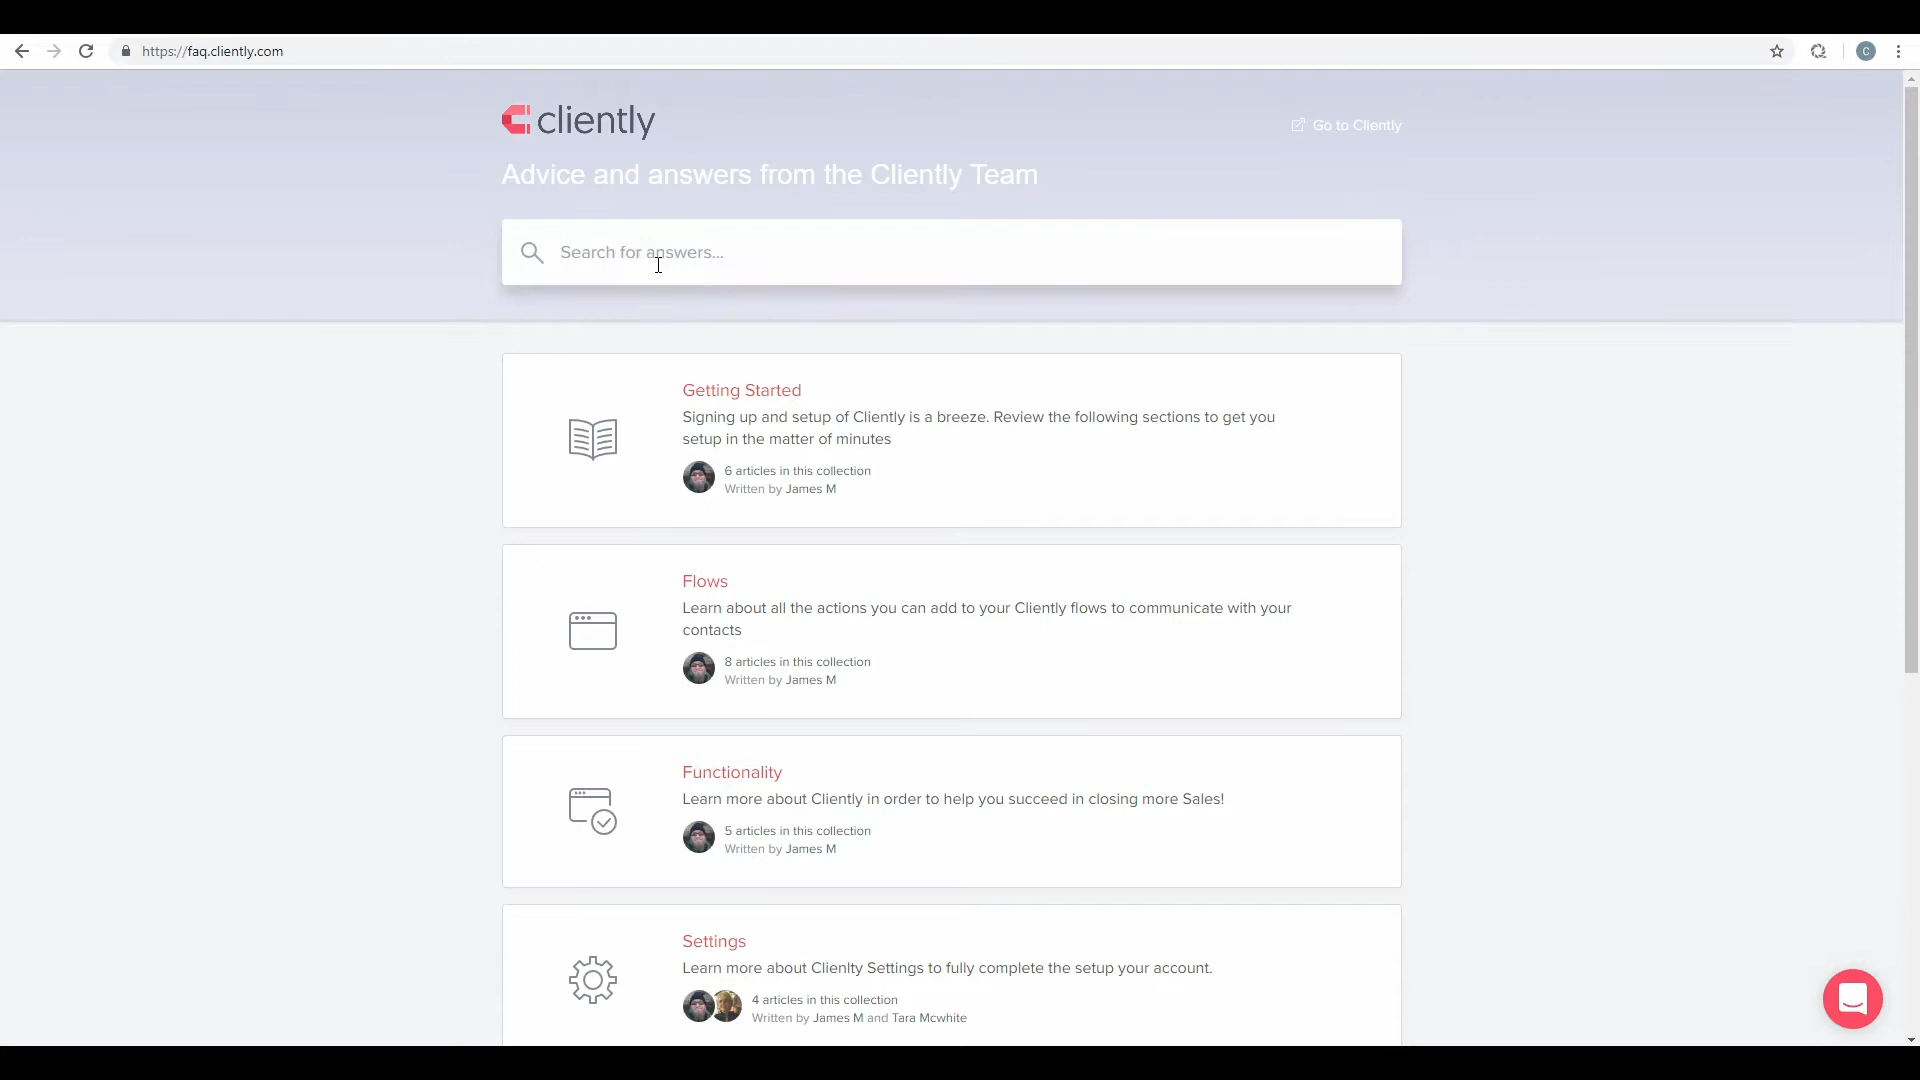 https://faq.cliently.com
C
cliently
Go to Cliently
Advice and answers from the Cliently Team
Search for answers...
Getting Started
Signing up and setup of Cliently is a breeze. Review the following sections to get you
setup in the matter of minutes
6 articles in this collection
Written by James M
Flows
Learn about all the actions you can add to your Cliently flows to communicate with your
contacts
8 articles in this collection
Written by James M
Functionality
Learn more about Cliently in order to help you succeed in closing more Sales!
5 articles in this collection
Written by James M
Settings
Learn more about Clienlty Settings to fully complete the setup your account.
4 articles in this collection
Written by James M and Tara Mcwhite